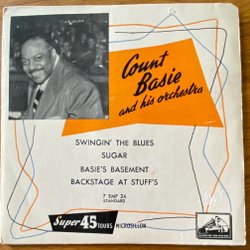 Count
Basie
and his orchestra
SWINGIN' THE BLUES
SUGAR
BASIE'S BASEMENT
BACKSTAGE AT STUFF'S
7 EMF 24
STANDARD
Super 45 TOURS MICROSILLON